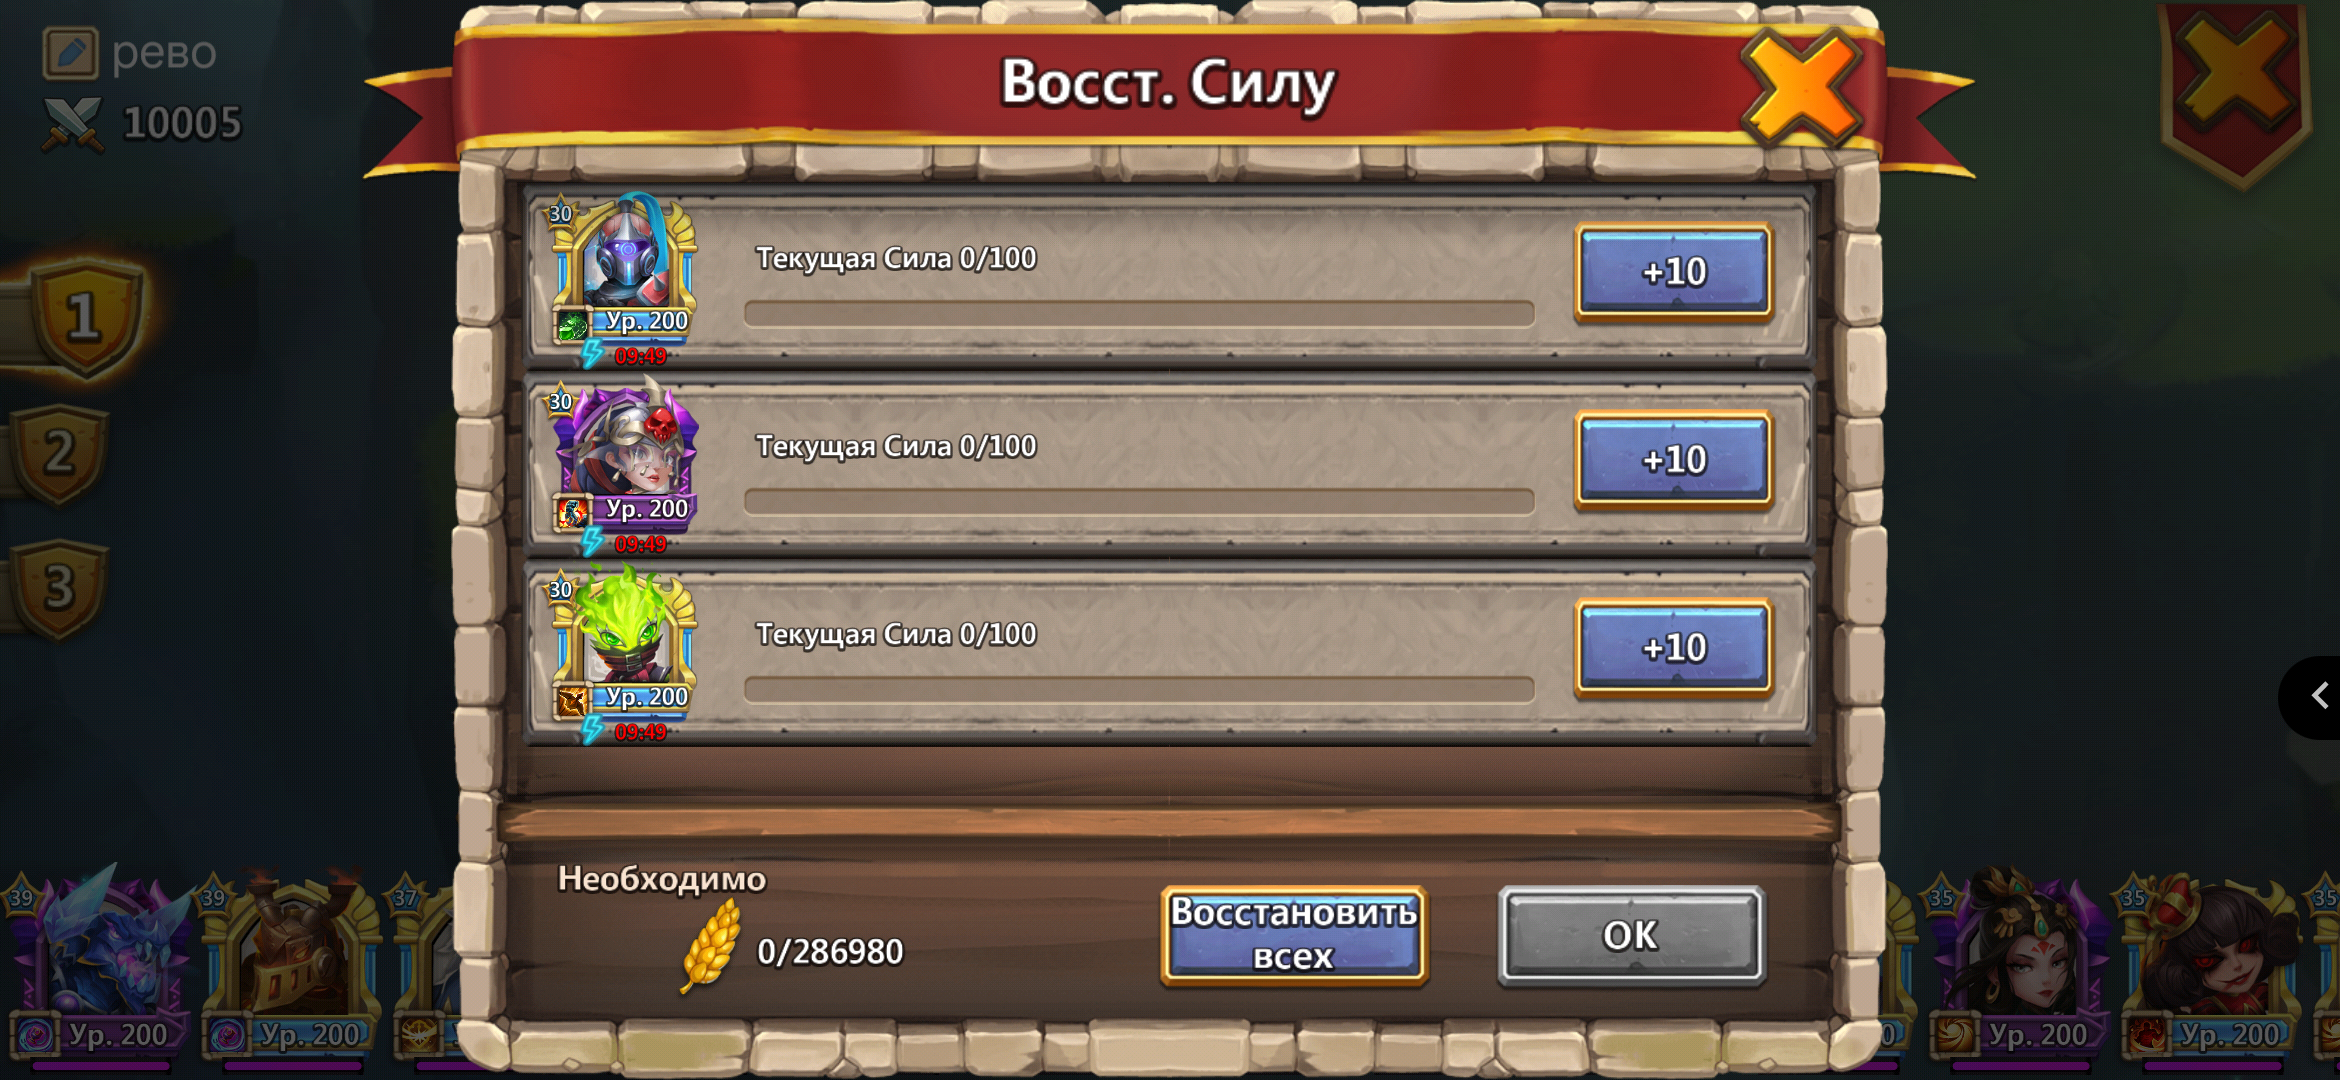 рево
10005
Восст. Силу
1
2
3
30
Текущая Сила 0/100
+10
Ур. 200
09:49
30
Текущая Сила 0/100
+10
Ур. 200
09:49
30
Текущая Сила 0/100
+10
Ур. 200
09:49
Необходимо
0/286980
Восстановить
всех
OK
39
39
37
35
35
35
Ур. 200
Ур. 200
Ур. 200
Ур. 200